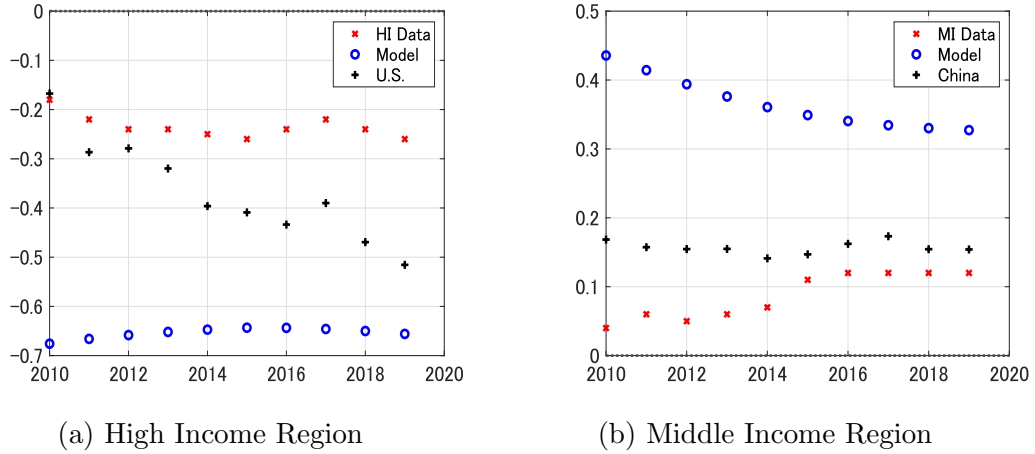 0
−0.1
−0.2
−0.3
−0.4
−0.5
−0.6
−0.7
2010 2012 2014 2016 2018 2020
HI Data
Model
U.S.
(a) High Income Region
0.5
0.4
0.3
0.2
0.1
0
2010 2012 2014 2016 2018 2020
MI Data
Model
China
(b) Middle Income Region